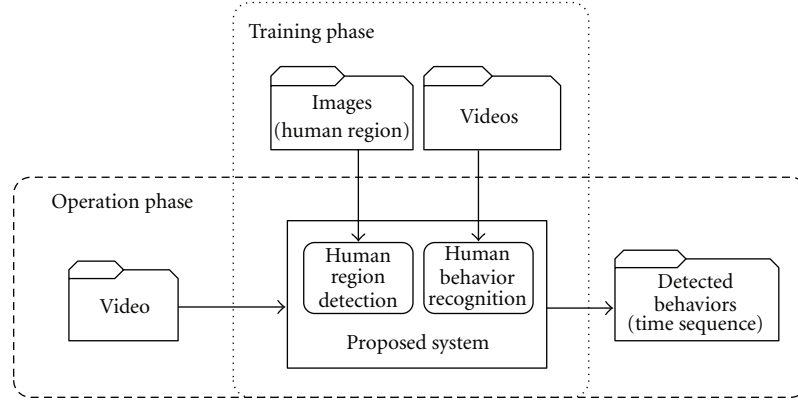 Training phase
Images
(human region)
Videos
Operation phase
Video
Human
region
detection
Human
behavior
recognition
Proposed system
Detected
behaviors
(time sequence)